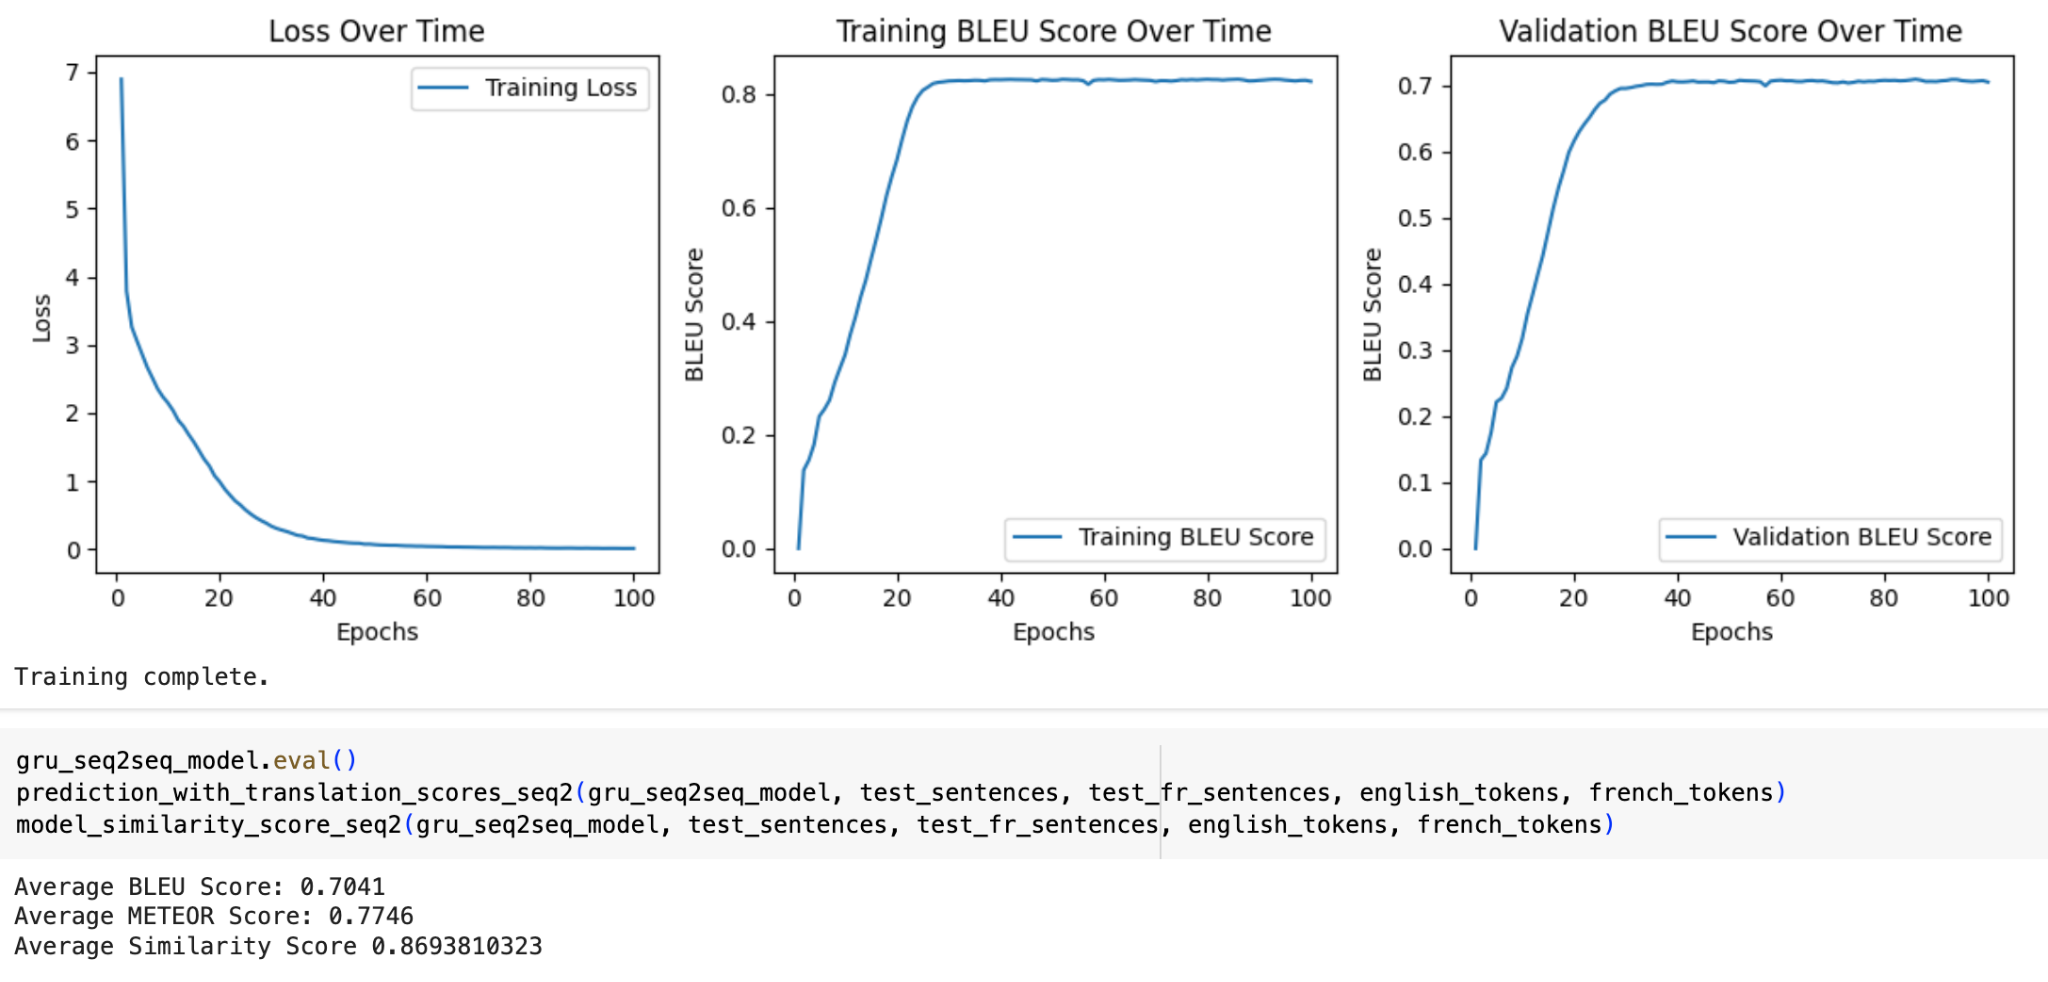 Loss Over Time
7
6
5
4
3
2
1
0
Loss
Training Loss
0 20 40 60 80 100
Epochs
Training BLEU Score Over Time
0.8
0.6
0.4
0.2
0.0
BLEU Score
Training BLEU Score
0 20 40 60 80 100
Epochs
Validation BLEU Score Over Time
0.7
0.6
0.5
0.4
0.3
0.2
0.1
0.0
BLEU Score
Validation BLEU Score
0 20 40 60 80 100
Epochs
Training complete.
gru_seq2seq_model.eval()
prediction_with_translation_scores_seq2(gru_seq2seq_model, test_sentences, test_fr_sentences, english_tokens, french_tokens)
model_similarity_score_seq2(gru_seq2seq_model, test_sentences, test_fr_sentences, english_tokens, french_tokens)
Average BLEU Score: 0.7041
Average METEOR Score: 0.7746
Average Similarity Score 0.8693810323